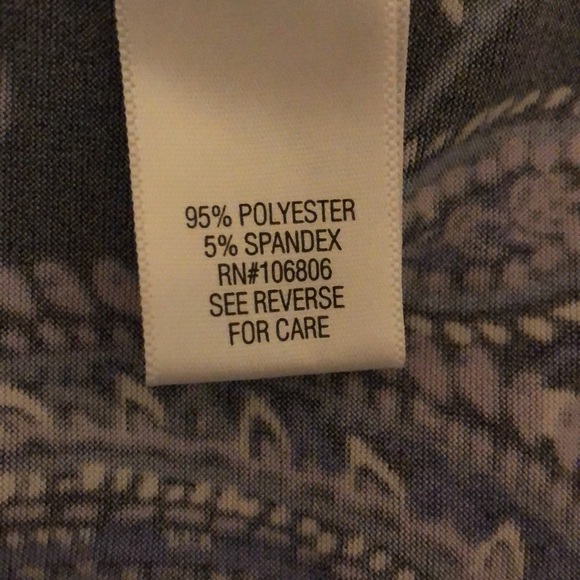 95% POLYESTER
5% SPANDEX
RN#106806
SEE REVERSE
FOR CARE